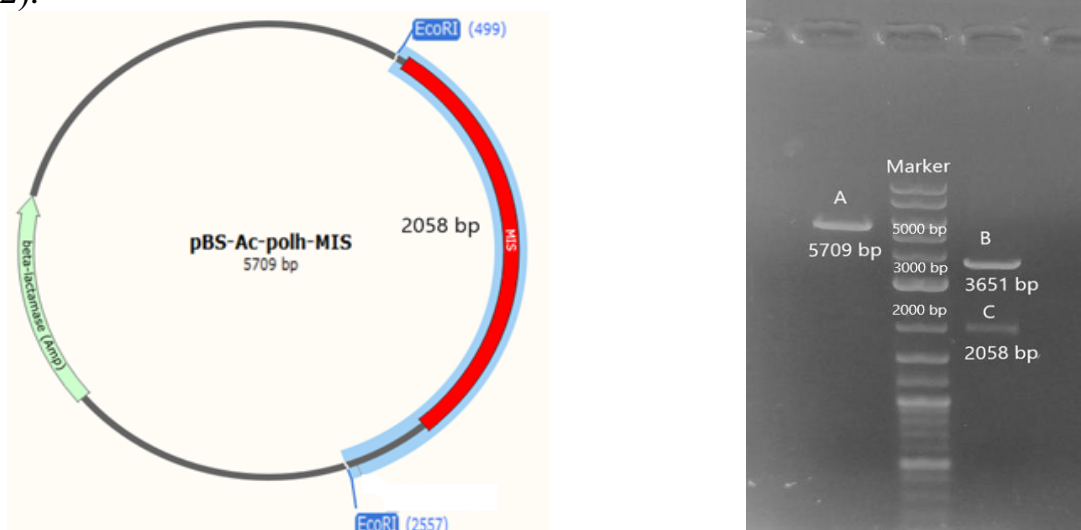 2).
EcoRI (499)
2058 bp
MIS
pBS-Ac-polh-MIS
5709 bp
beta-lactamase (Amp)
EcoRI (2557)
Marker
A
5000 bp
5709 bp
B
3000 bp
3651 bp
2000 bp
C
2058 bp